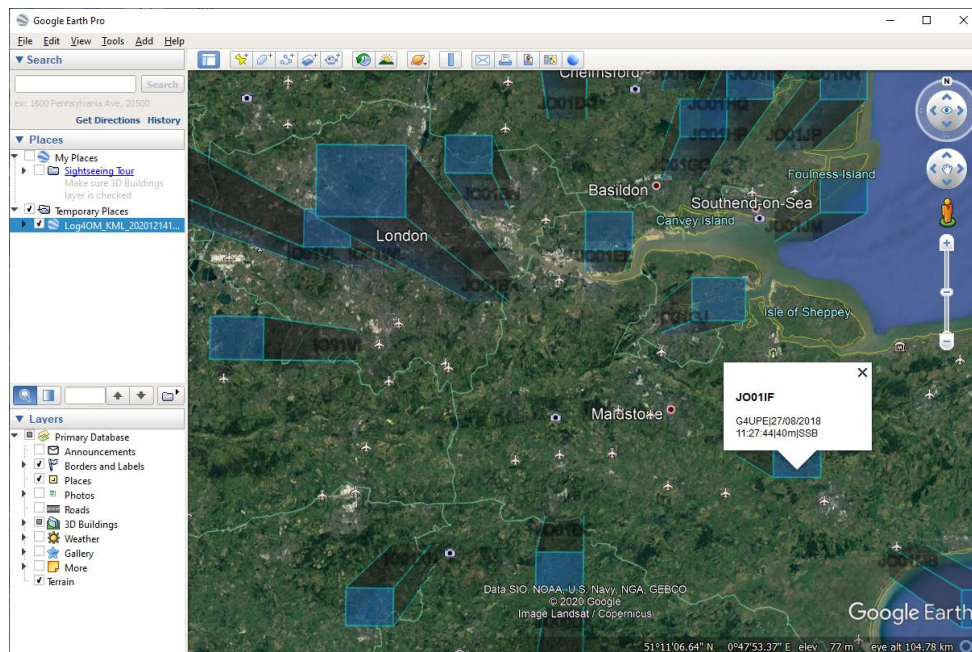 Google Earth Pro
File Edit View Tools Add Help
Search
Search
ex: 1600 Pennsylvania Ave, 20500
Get Directions History
Places
My Places
Sightseeing Tour
Make sure 3D Buildings
layer is checked
Temporary Places
Log4OM_KML_202012141...
Layers
Primary Database
Announcements
Borders and Labels
Places
Photos
Roads
3D Buildings
Weather
Gallery
More
Terrain
N
Chelmsford
JO01HQ
JO01HP
JO01JP
Foulness Island
Basildon
Southend-on-Sea
Canvey Island
JO01JM
London
Isle of Sheppey
JO01IF
G4UPE|27/08/2018
11:27:44|40m|SSB
Maidstone
Data SIO, NOAA, U.S. Navy, NGA, GEBCO
© 2020 Google
Image Landsat / Copernicus
Google Earth
51°11'06.64" N 0°47'53.37" E elev 77 m eye alt 104.78 km